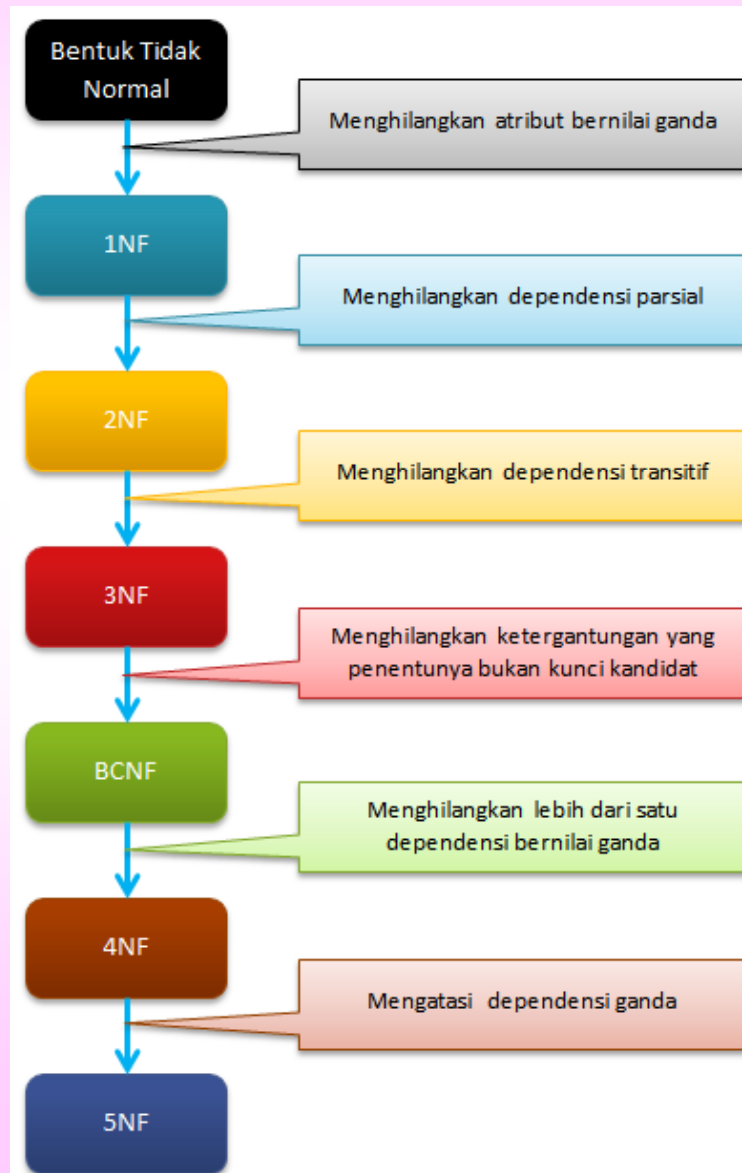 Bentuk Tidak
Normal
Menghilangkan atribut bernilai ganda
1NF
Menghilangkan dependensi parsial
2NF
Menghilangkan dependensi transitif
3NF
Menghilangkan ketergantungan yang
penentunya bukan kunci kandidat
BCNF
Menghilangkan lebih dari satu
dependensi bernilai ganda
4NF
Mengatasi dependensi ganda
5NF